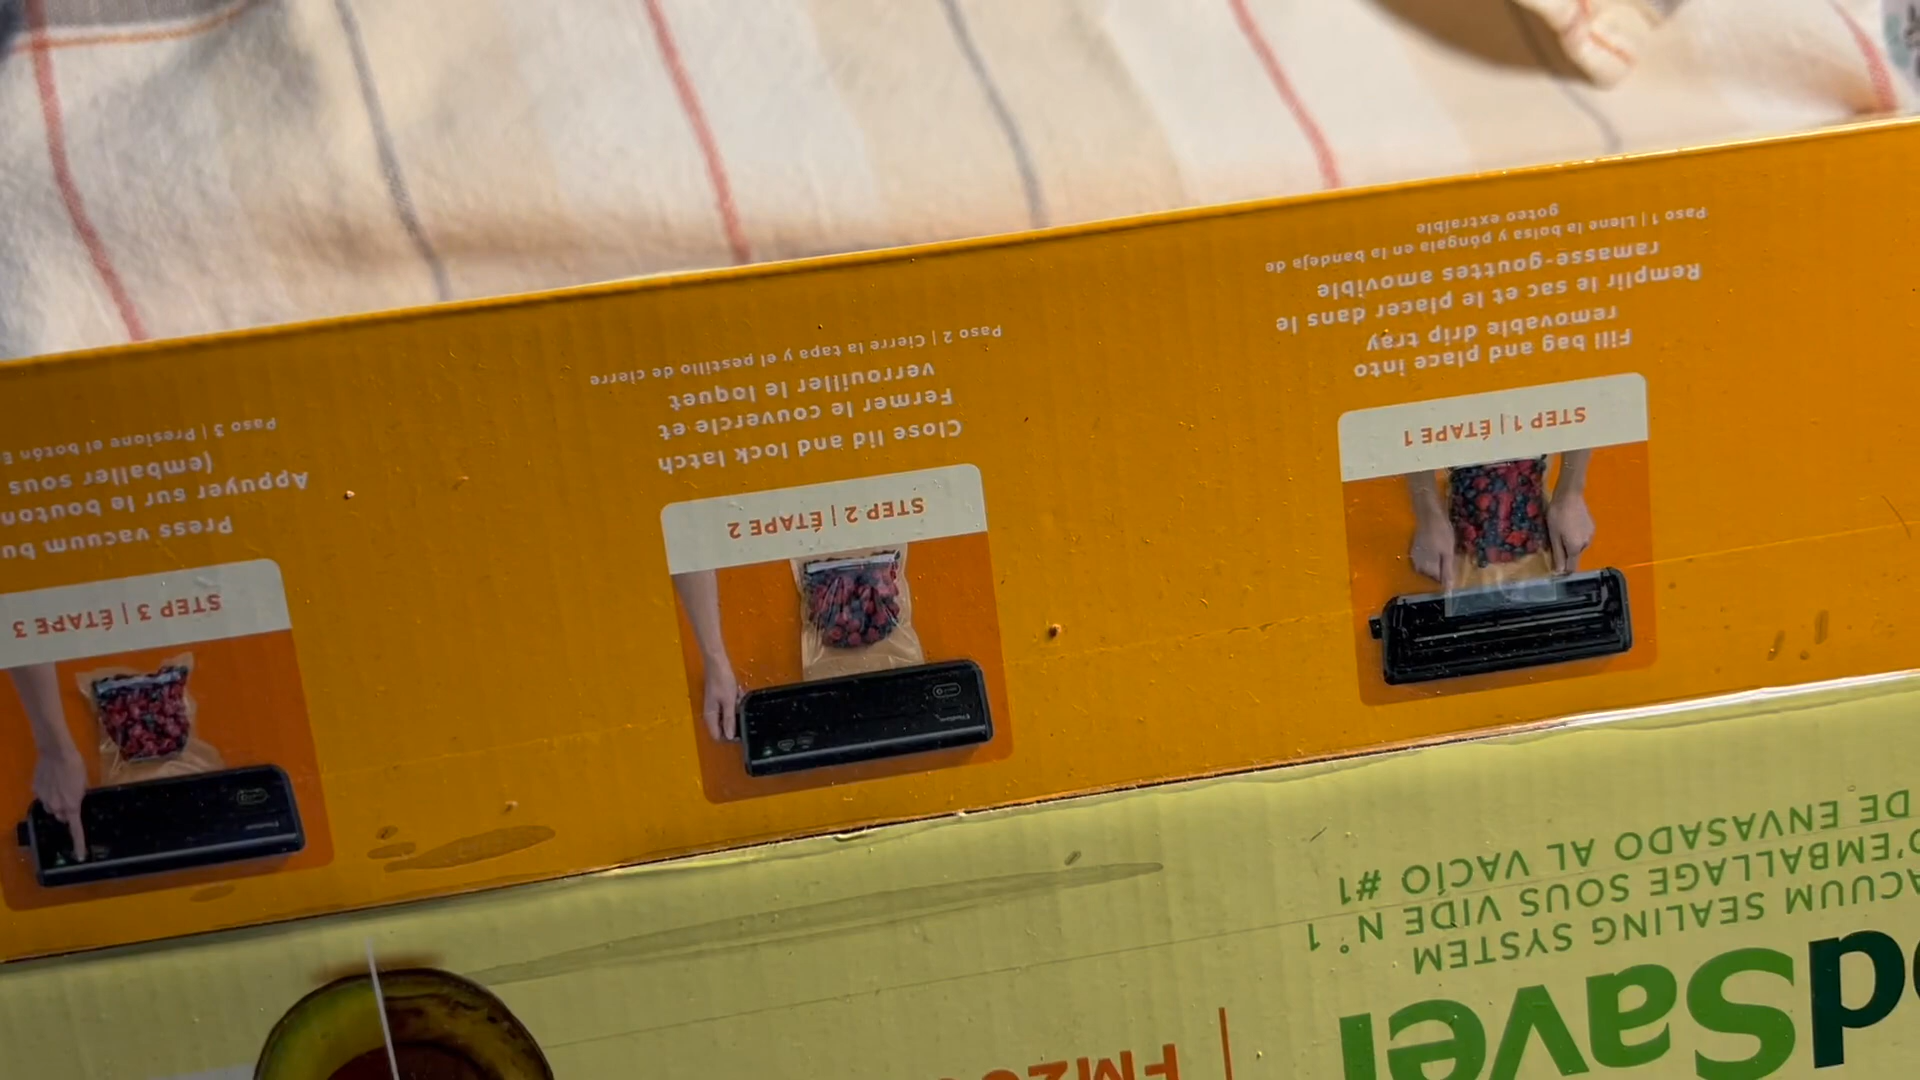 dSaver
VACUUM SEALING SYSTEM
D'EMBALLAGE SOUS VIDE N° 1
DE ENVASADO AL VACÍO #1
STEP 1 | ÉTAPE 1
Fill bag and place into
removable drip tray
Remplir le sac et le placer dans le
ramasse-gouttes amovible
Paso 1 | Llene la bolsa y póngala en la bandeja de
goteo extraíble
STEP 2 | ÉTAPE 2
Close lid and lock latch
Fermer le couvercle et
verrouiller le loquet
Paso 2 | Cierre la tapa y el pestillo de cierre
STEP 3 | ÉTAPE 3
Press vacuum
Appuyer sur le bouton
(emballer sous
Paso 3 | Presione el botón